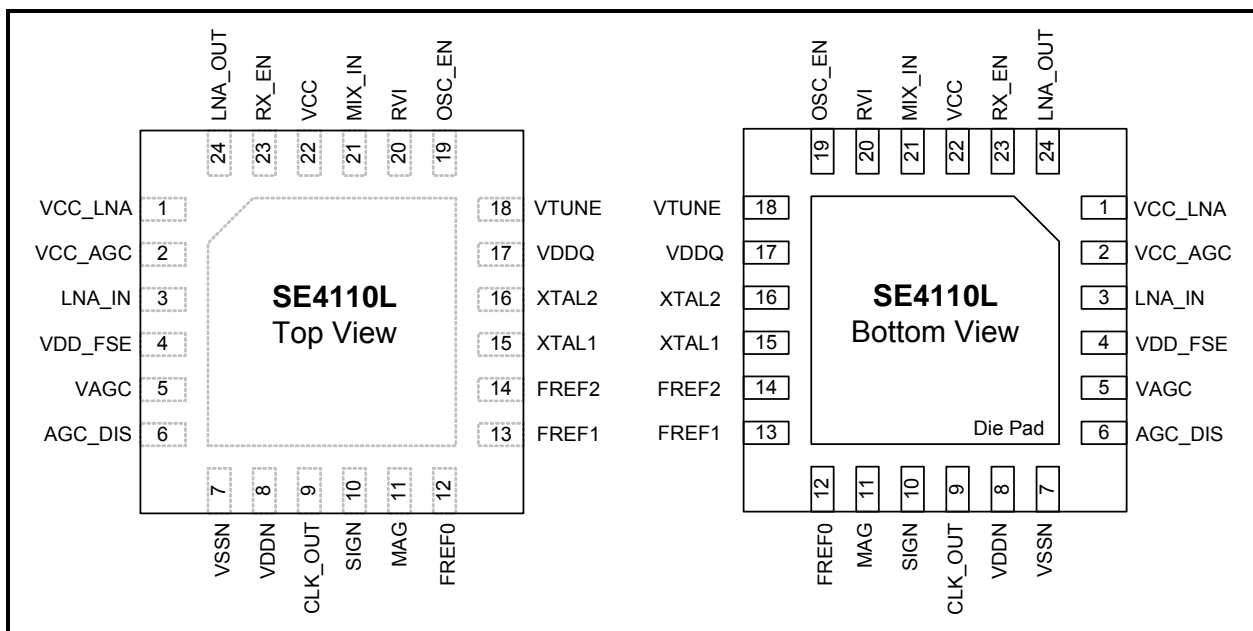 LNA_OUT
RX_EN
VCC
MIX_IN
RVI
OSC_EN
24
23
22
21
20
19
VCC_LNA 1
VCC_AGC 2
LNA_IN 3
VDD_FSE 4
VAGC 5
AGC_DIS 6
SE4110L
Top View
18 VTUNE
17 VDDQ
16 XTAL2
15 XTAL1
14 FREF2
13 FREF1
7
8
9
10
11
12
VSSN
VDDN
CLK_OUT
SIGN
MAG
FREF0
OSC_EN
RVI
MIX_IN
VCC
RX_EN
LNA_OUT
19
20
21
22
23
24
VTUNE 18
VDDQ 17
XTAL2 16
XTAL1 15
FREF2 14
FREF1 13
SE4110L
Bottom View
Die Pad
1 VCC_LNA
2 VCC_AGC
3 LNA_IN
4 VDD_FSE
5 VAGC
6 AGC_DIS
12
11
10
9
8
7
FREF0
MAG
SIGN
CLK_OUT
VDDN
VSSN